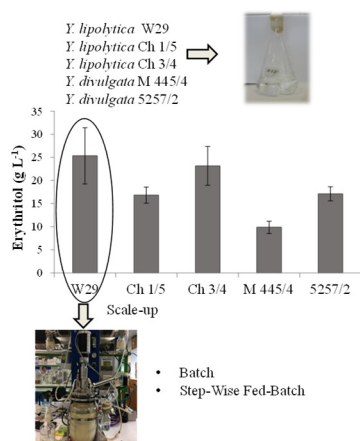 Y. lipolytica W29
Y. lipolytica Ch 1/5
Y. lipolytica Ch 3/4
Y. divulgata M 445/4
Y. divulgata 5257/2
Erythritol (g L-1)
35
30
25
20
15
10
5
0
W29 Ch 1/5 Ch 3/4 M 445/4 5257/2
Scale-up
• Batch
• Step-Wise Fed-Batch